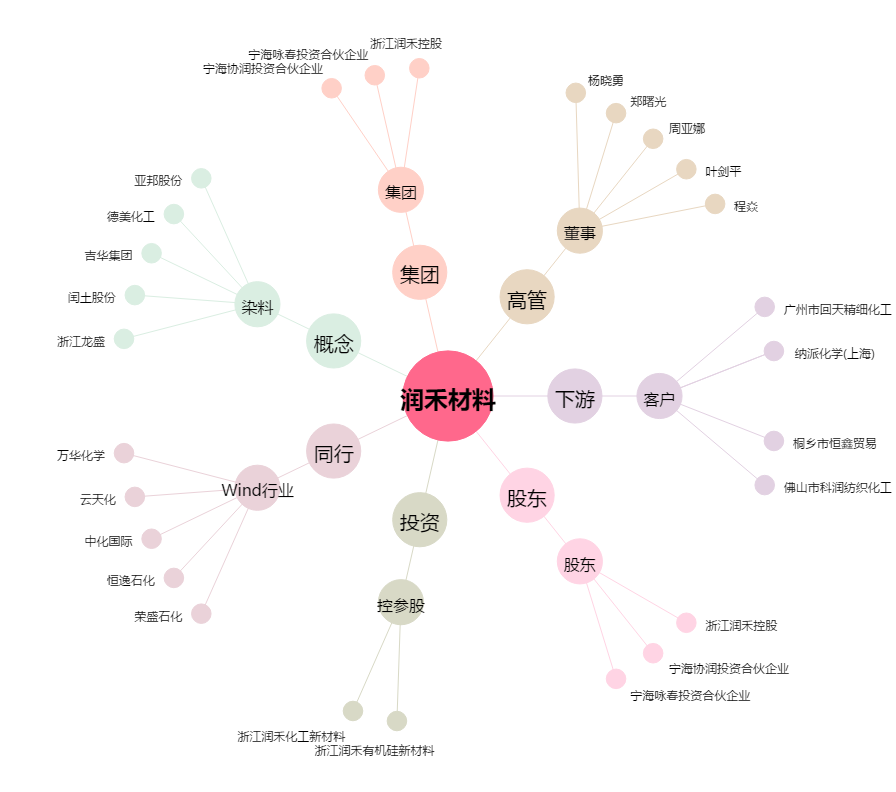 浙江润禾控股
宁海咏春投资合伙企业
宁海协润投资合伙企业
集团
集团
杨晓勇
郑曙光
周亚娜
叶剑平
程焱
董事
高管
亚邦股份
德美化工
吉华集团
闰土股份
浙江龙盛
染料
概念
润禾材料
下游
客户
广州市回天精细化工
纳派化学(上海)
桐乡市恒鑫贸易
佛山市科润纺织化工
同行
Wind行业
万华化学
云天化
中化国际
恒逸石化
荣盛石化
投资
控参股
浙江润禾化工新材料
浙江润禾有机硅新材料
股东
股东
浙江润禾控股
宁海协润投资合伙企业
宁海咏春投资合伙企业